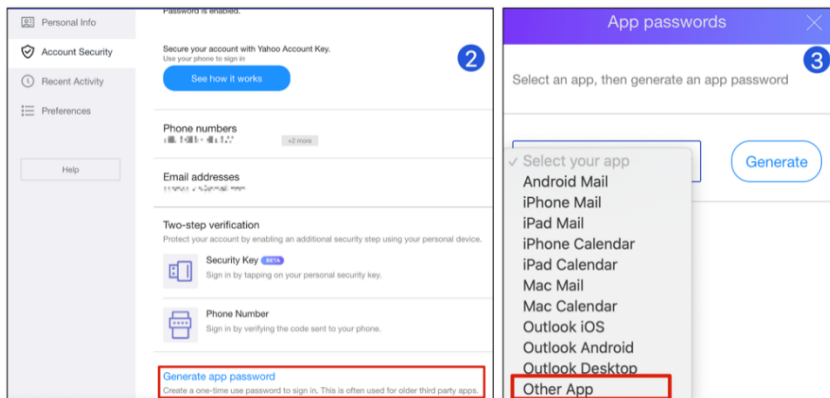 Personal Info
Account Security
Recent Activity
Preferences
Help
Password is enabled.
Secure your account with Yahoo Account Key.
Use your phone to sign in
See how it works
2
Phone numbers
+2 more
Email addresses
Two-step verification
Protect your account by enabling an additional security step using your personal device.
Security Key BETA
Sign in by tapping on your personal security key.
Phone Number
Sign in by verifying the code sent to your phone.
Generate app password
Create a one-time use password to sign in. This is often used for older third party apps.
App passwords
3
Select an app, then generate an app password
✓ Select your app
Generate
Android Mail
iPhone Mail
iPad Mail
iPhone Calendar
iPad Calendar
Mac Mail
Mac Calendar
Outlook iOS
Outlook Android
Outlook Desktop
Other App